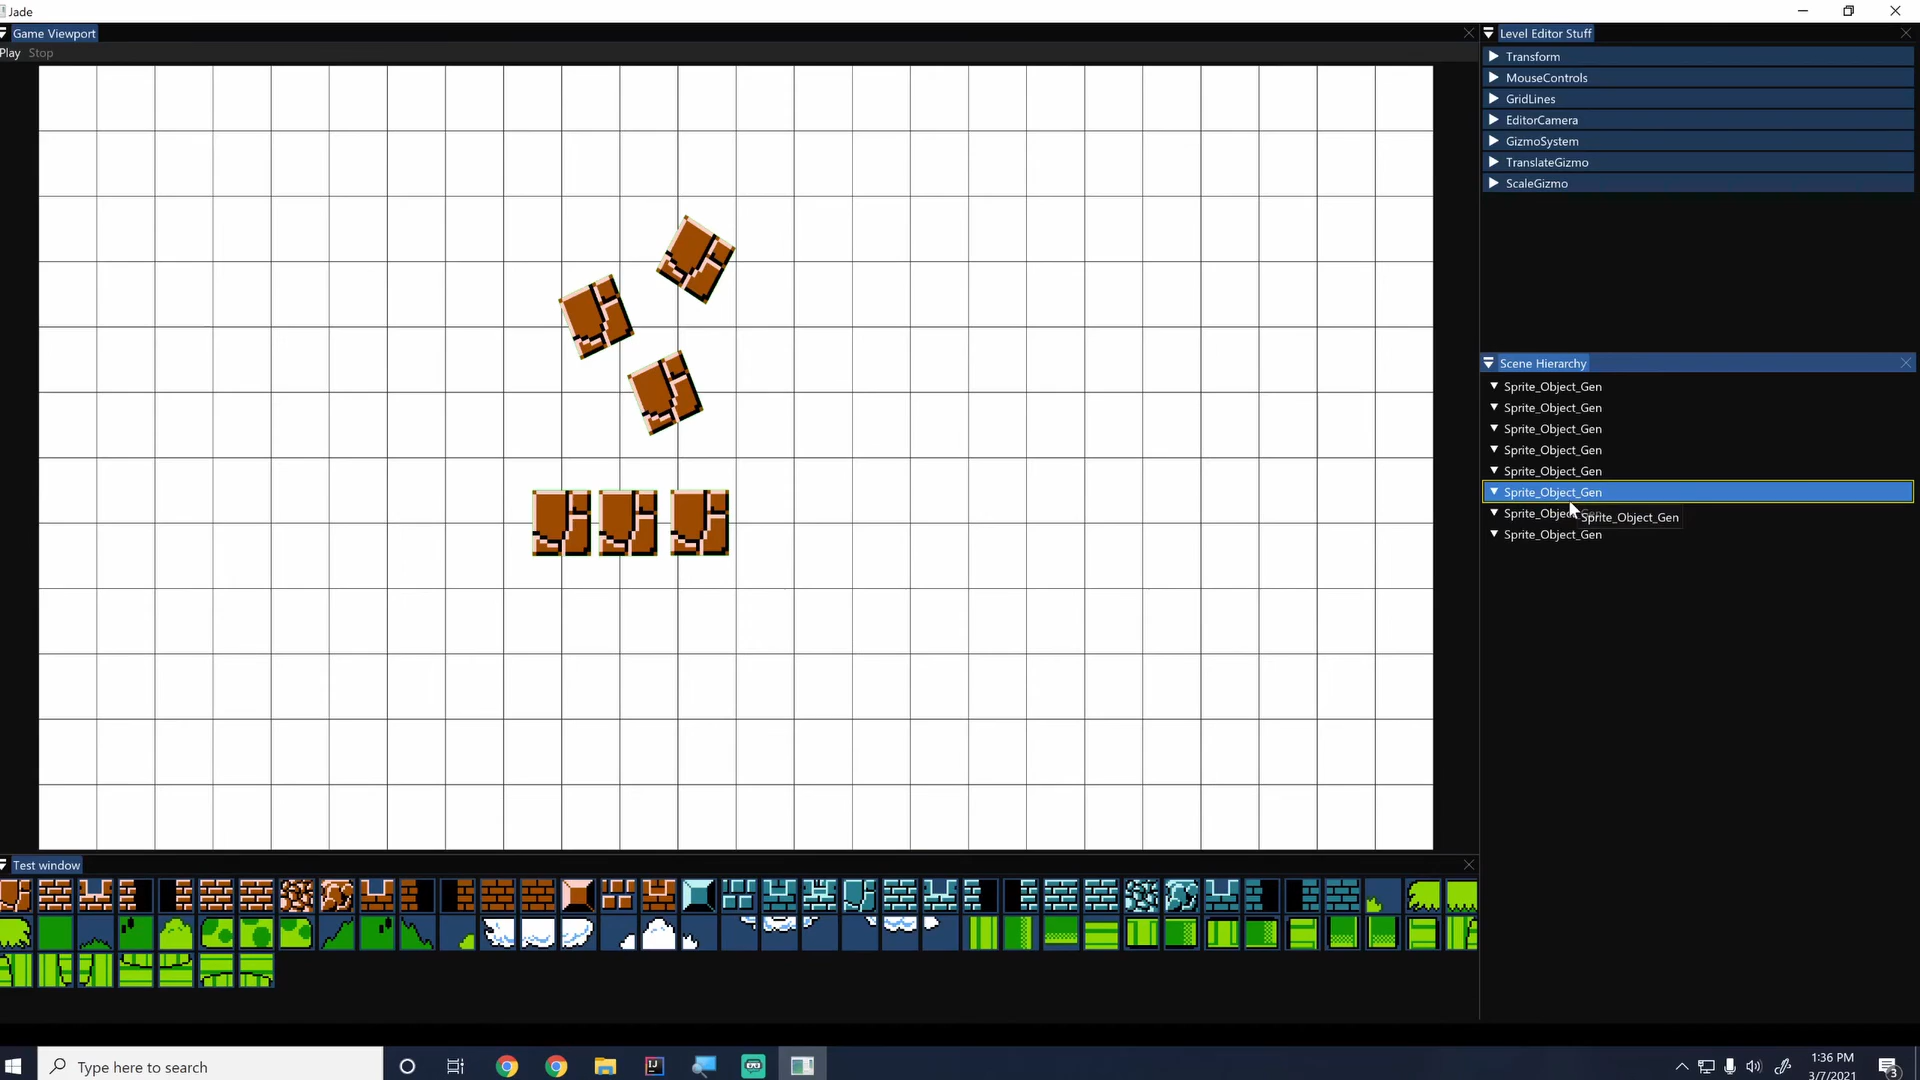 Jade
Game Viewport
Play Stop
Level Editor Stuff
Transform
MouseControls
GridLines
EditorCamera
GizmoSystem
TranslateGizmo
ScaleGizmo
Scene Hierarchy
Sprite_Object_Gen
Sprite_Object_Gen
Sprite_Object_Gen
Sprite_Object_Gen
Sprite_Object_Gen
Sprite_Object_Gen
Sprite_Object_Gen
Sprite_Object_Gen
Sprite_Object_Gen
Test window
Type here to search
1:36 PM
3/7/2021
3